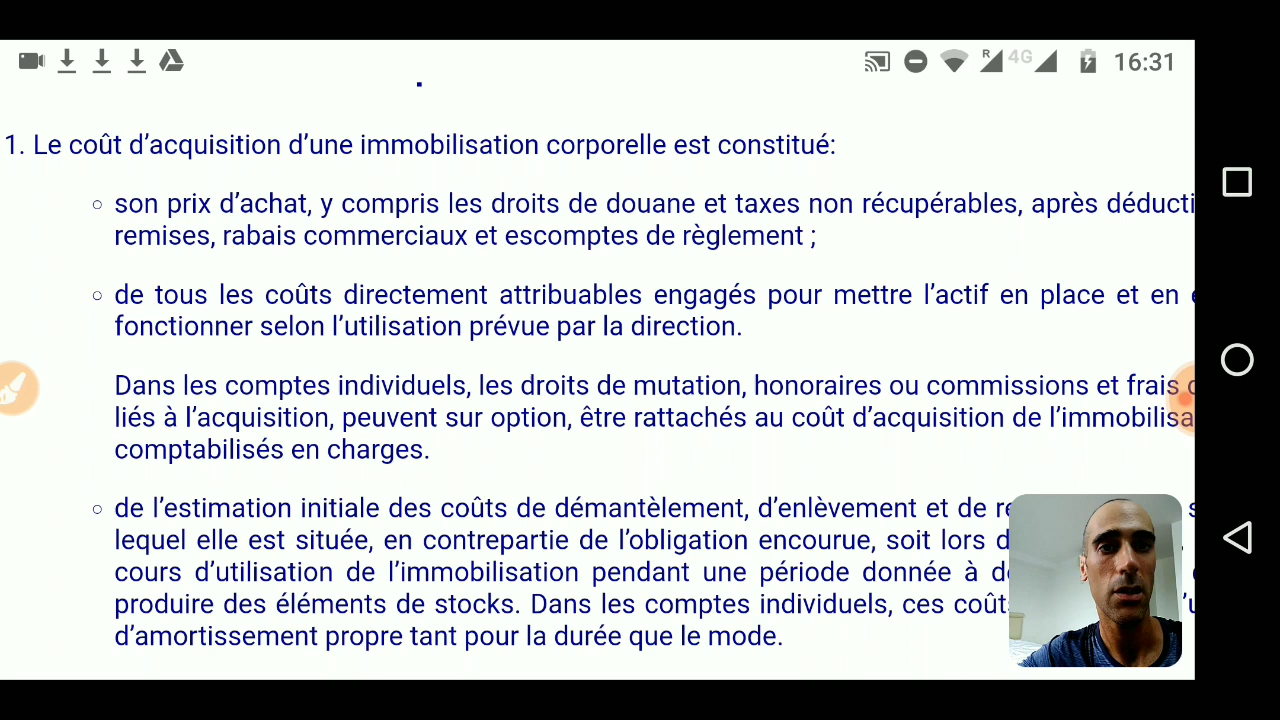 R 4G 16:31
1. Le coût d’acquisition d’une immobilisation corporelle est constitué:
son prix d’achat, y compris les droits de douane et taxes non récupérables, après
remises, rabais commerciaux et escomptes de règlement ;
de tous les coûts directement attribuables engagés pour mettre l’actif en place et en
fonctionner selon l’utilisation prévue par la direction.
Dans les comptes individuels, les droits de mutation, honoraires ou commissions et frais
liés à l’acquisition, peuvent sur option, être rattachés au coût d’acquisition de
comptabilisés en charges.
de l’estimation initiale des coûts de démantèlement, d’enlèvement et de
lequel elle est située, en contrepartie de l’obligation encourue, soit lors
cours d’utilisation de l’immobilisation pendant une période donnée à
produire des éléments de stocks. Dans les comptes individuels, ces
d’amortissement propre tant pour la durée que le mode.